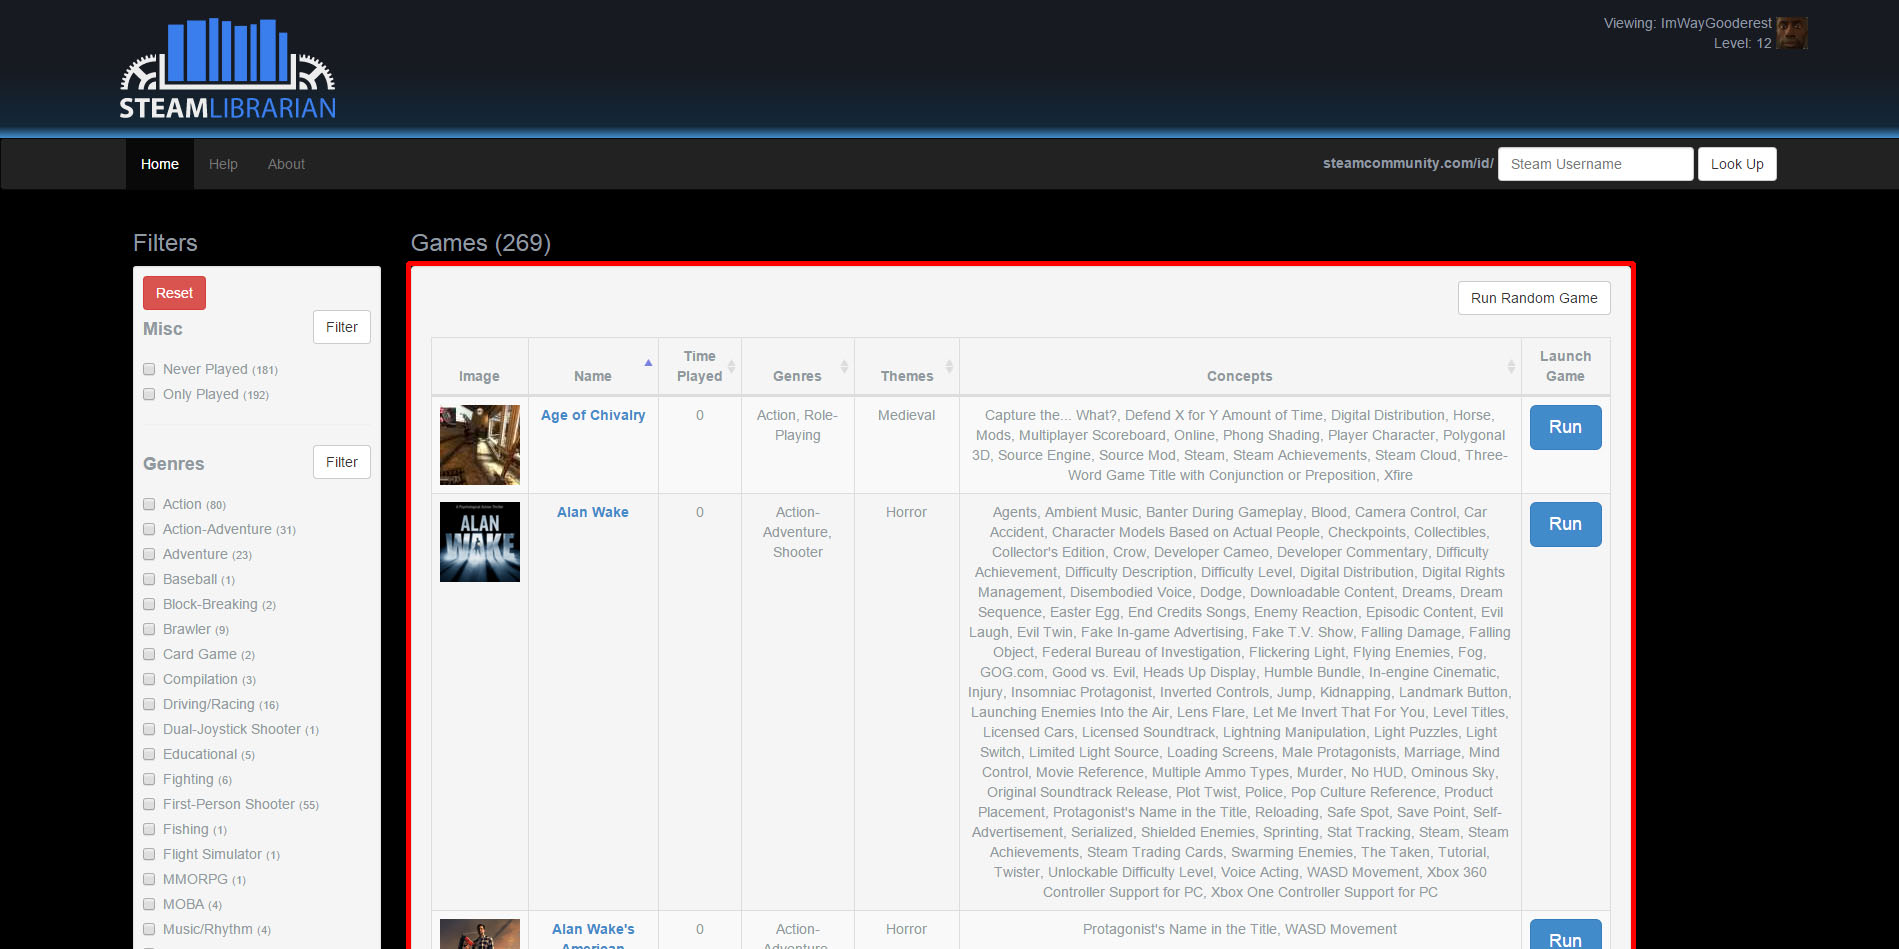 Viewing: ImWayGooderest
Level: 12
STEAMLIBRARIAN
Home Help About
steamcommunity.com/id/ Steam Username Look Up
Filters
Reset
Misc Filter
Never Played (181)
Only Played (192)
Genres Filter
Action (80)
Action-Adventure (31)
Adventure (23)
Baseball (1)
Block-Breaking (2)
Brawler (9)
Card Game (2)
Compilation (3)
Driving/Racing (16)
Dual-Joystick Shooter (1)
Educational (5)
Fighting (6)
First-Person Shooter (55)
Fishing (1)
Flight Simulator (1)
MMORPG (1)
MOBA (4)
Music/Rhythm (4)
Games (269)
Run Random Game
Image
Name
Time
Played
Genres
Themes
Concepts
Launch
Game
Age of Chivalry
0
Action, Role-
Playing
Medieval
Capture the... What?, Defend X for Y Amount of Time, Digital Distribution, Horse,
Mods, Multiplayer Scoreboard, Online, Phong Shading, Player Character, Polygonal
3D, Source Engine, Source Mod, Steam, Steam Achievements, Steam Cloud, Three-
Word Game Title with Conjunction or Preposition, Xfire
Run
ALAN
WAKE
Alan Wake
0
Action-
Adventure,
Shooter
Horror
Agents, Ambient Music, Banter During Gameplay, Blood, Camera Control, Car
Accident, Character Models Based on Actual People, Checkpoints, Collectibles,
Collector's Edition, Crow, Developer Cameo, Developer Commentary, Difficulty
Achievement, Difficulty Description, Difficulty Level, Digital Distribution, Digital Rights
Management, Disembodied Voice, Dodge, Downloadable Content, Dreams, Dream
Sequence, Easter Egg, End Credits Songs, Enemy Reaction, Episodic Content, Evil
Laugh, Evil Twin, Fake In-game Advertising, Fake T.V. Show, Falling Damage, Falling
Object, Federal Bureau of Investigation, Flickering Light, Flying Enemies, Fog,
GOG.com, Good vs. Evil, Heads Up Display, Humble Bundle, In-engine Cinematic,
Injury, Insomniac Protagonist, Inverted Controls, Jump, Kidnapping, Landmark Button,
Launching Enemies Into the Air, Lens Flare, Let Me Invert That For You, Level Titles,
Licensed Cars, Licensed Soundtrack, Lightning Manipulation, Light Puzzles, Light
Switch, Limited Light Source, Loading Screens, Male Protagonists, Marriage, Mind
Control, Movie Reference, Multiple Ammo Types, Murder, No HUD, Ominous Sky,
Original Soundtrack Release, Plot Twist, Police, Pop Culture Reference, Product
Placement, Protagonist's Name in the Title, Reloading, Safe Spot, Save Point, Self-
Advertisement, Serialized, Shielded Enemies, Sprinting, Stat Tracking, Steam, Steam
Achievements, Steam Trading Cards, Swarming Enemies, The Taken, Tutorial,
Twister, Unlockable Difficulty Level, Voice Acting, WASD Movement, Xbox 360
Controller Support for PC, Xbox One Controller Support for PC
Run
Alan Wake's
American
0
Action-
Adventure,
Horror
Protagonist's Name in the Title, WASD Movement
Run